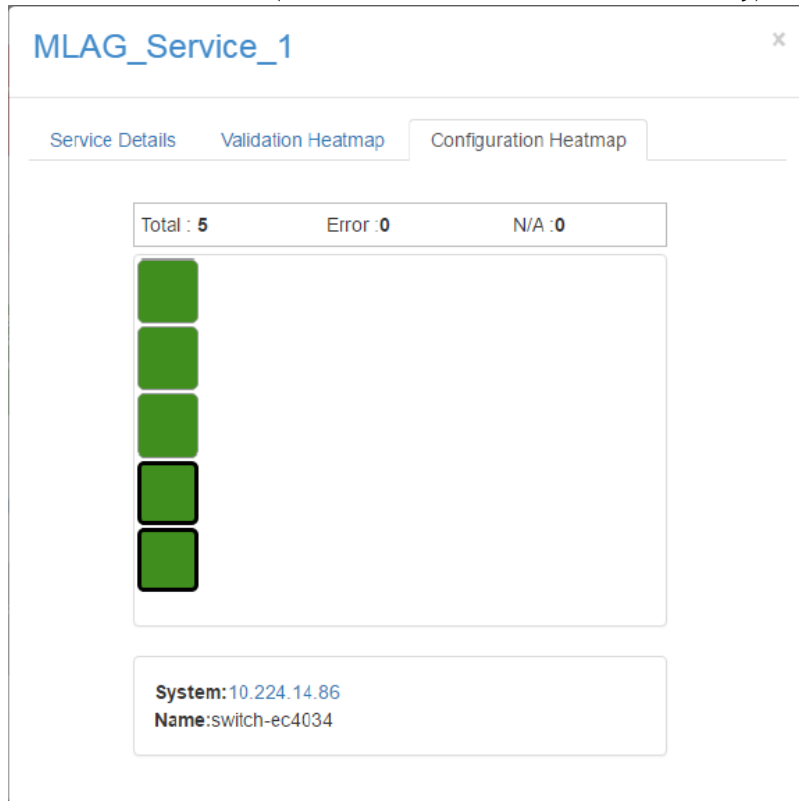 MLAG_Service_1
×
Service Details Validation Heatmap Configuration Heatmap
Total : 5 Error :0 N/A :0
System:10.224.14.86
Name:switch-ec4034